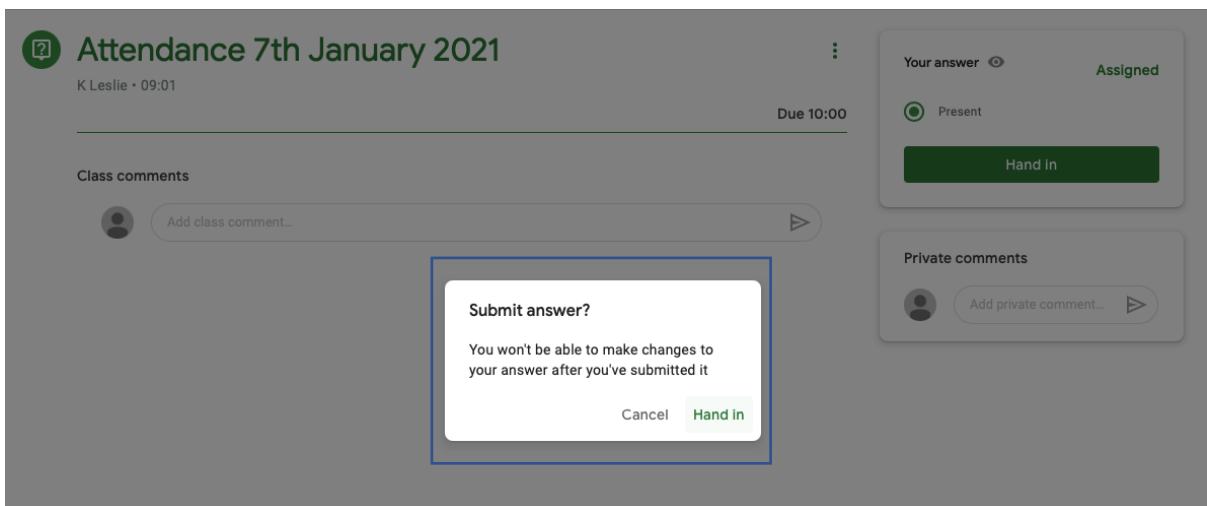 Attendance 7th January 2021
K Leslie • 09:01
Due 10:00
Class comments
Add class comment...
Your answer
Assigned
Present
Hand in
Private comments
Add private comment...
Submit answer?
You won't be able to make changes to
your answer after you've submitted it
Cancel Hand in